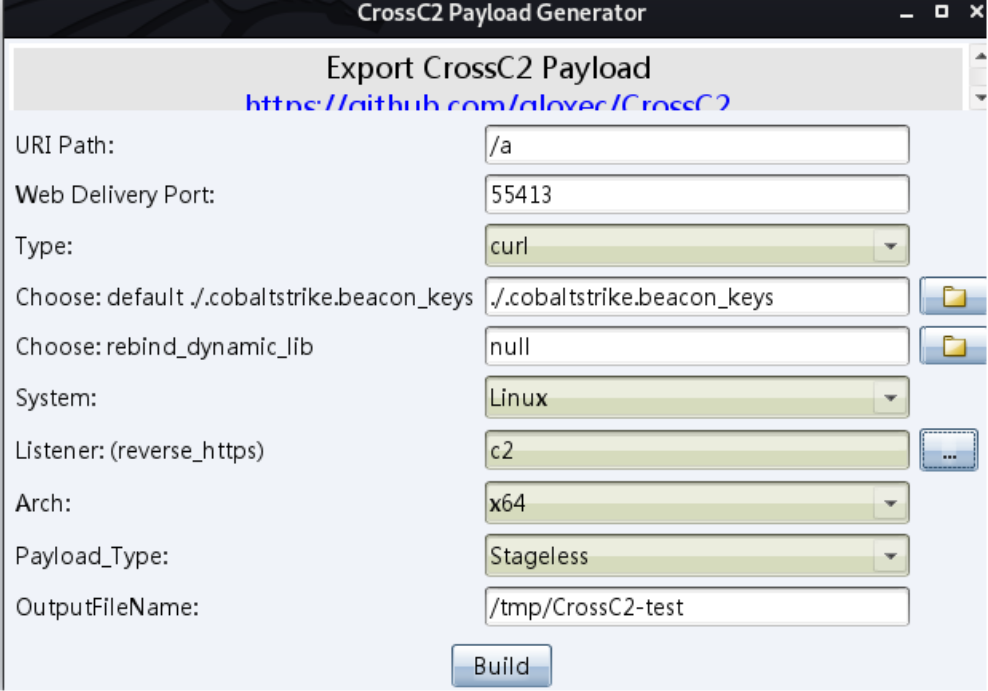 CrossC2 Payload Generator
Export CrossC2 Payload
https://github.com/gloxec/CrossC2
URI Path: /a
Web Delivery Port: 55413
Type: curl
Choose: default ./.cobaltstrike.beacon_keys ./.cobaltstrike.beacon_keys
Choose: rebind_dynamic_lib null
System: Linux
Listener: (reverse_https) c2 ...
Arch: x64
Payload_Type: Stageless
OutputFileName: /tmp/CrossC2-test
Build